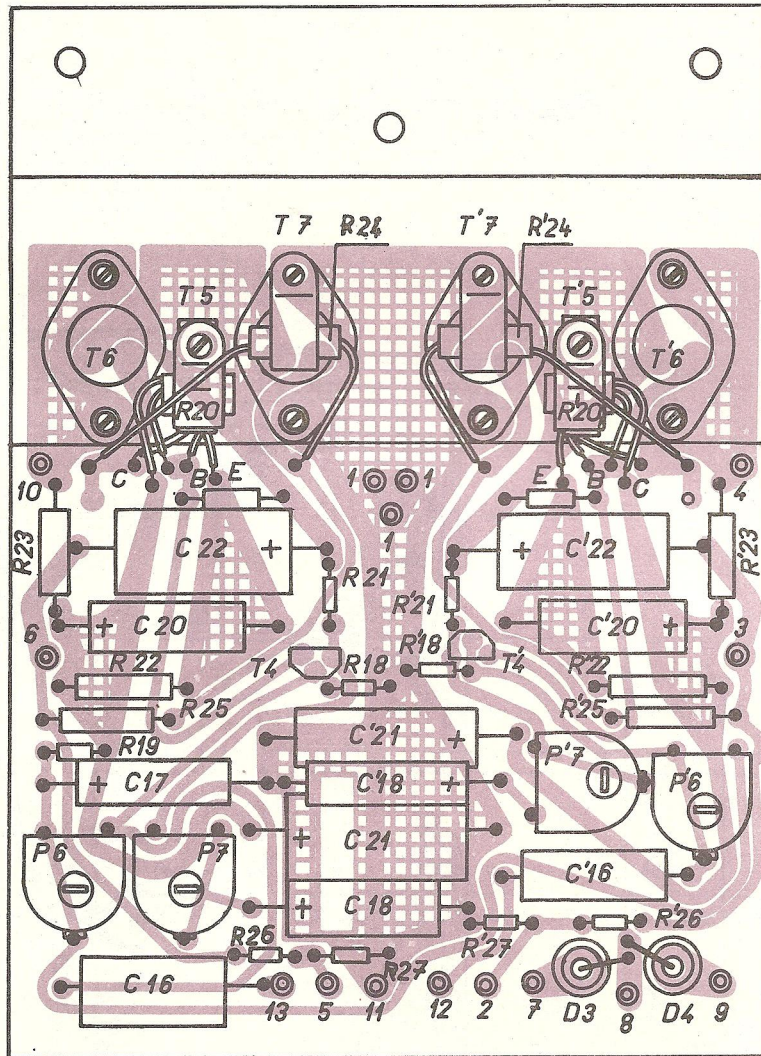 T7 R24 T'7 R'24
T5 T'5
T6 T'6
R20 R'20
C B E E B C
10 1 1 4
1
R23 C22 + + C'22 R'23
R21 R'21
+ C20 C'20 +
6 R'18 3
R22 T4 R18 T'4 R'22
R25 R'25
R19 C'21 + P'7
+ C17 C'18 + P'6
+ C21
P6 P7 C'16
+ C18
R26 R27 R'27 R'26
C16
13 5 11 12 2 7 D3 8 D4 9